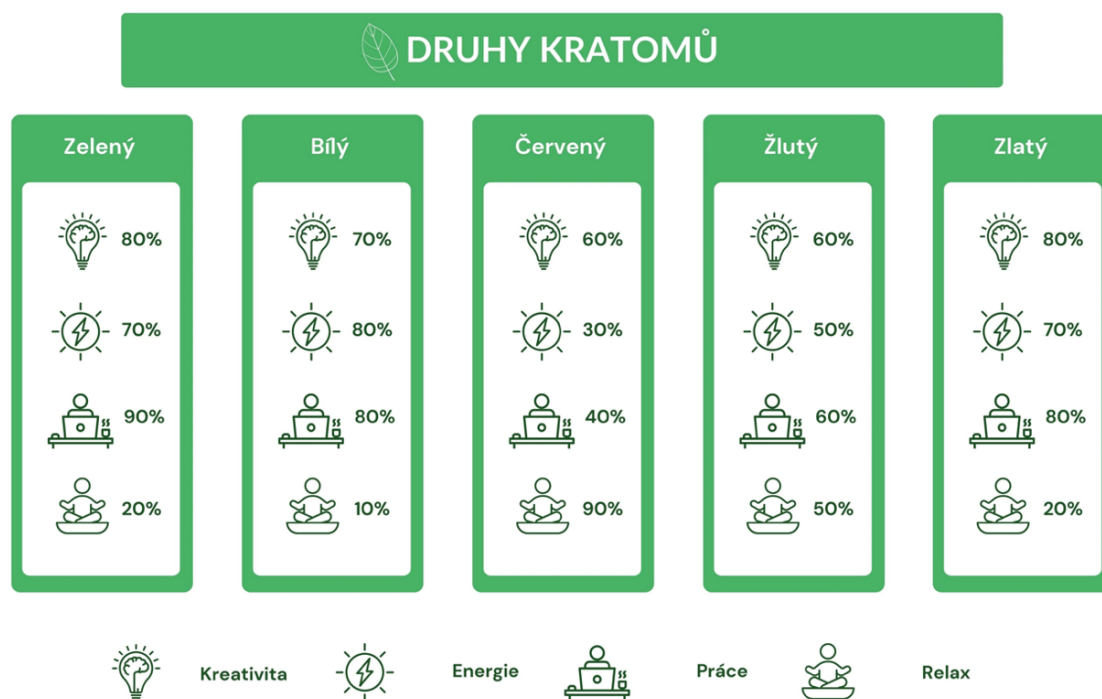 DRUHY KRATOMŮ
Zelený
80%
70%
90%
20%
Bílý
70%
80%
80%
10%
Červený
60%
30%
40%
90%
Žlutý
60%
50%
60%
50%
Zlatý
80%
70%
80%
20%
Kreativita
Energie
Práce
Relax